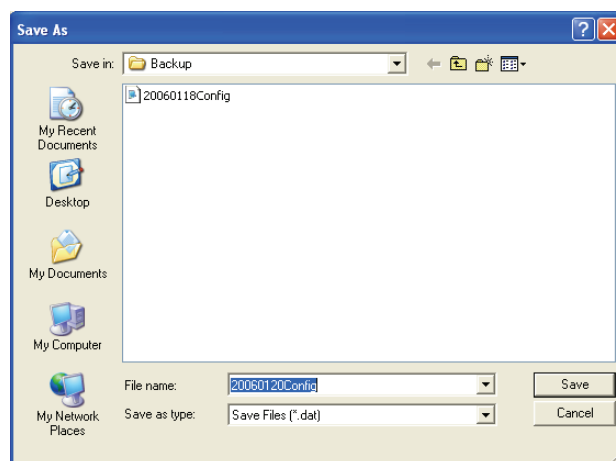 Save As
Save in:
Backup
20060118Config
My Recent
Documents
Desktop
My Documents
My Computer
My Network
Places
File name:
20060120Config
Save
Save as type:
Save Files (*.dat)
Cancel